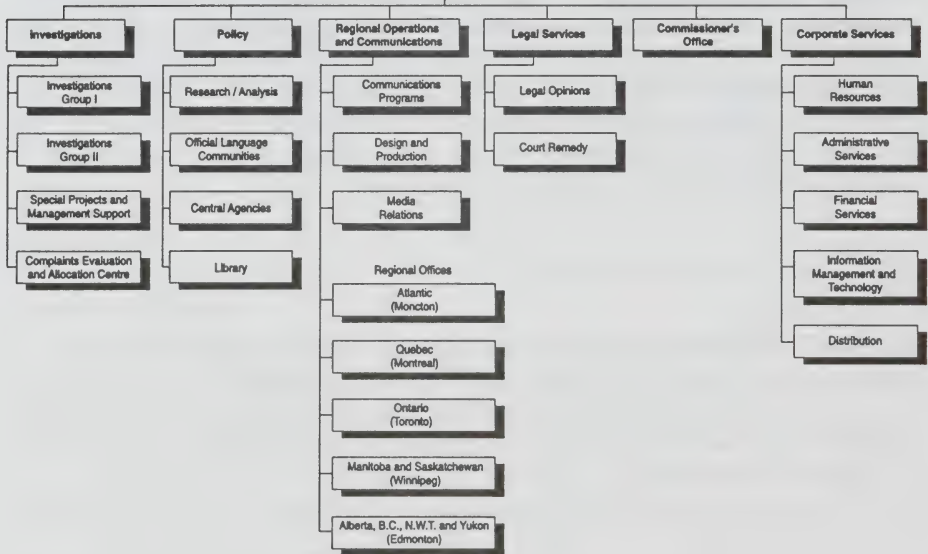 Investigations
Policy
Regional Operations
and Communications
Legal Services
Commissioner's
Office
Corporate Services
Investigations
Group I
Investigations
Group II
Special Projects and
Management Support
Complaints Evaluation
and Allocation Centre
Research / Analysis
Official Language
Communities
Central Agencies
Library
Communications
Programs
Design and
Production
Media
Relations
Regional Offices
Atlantic
(Moncton)
Quebec
(Montreal)
Ontario
(Toronto)
Manitoba and Saskatchewan
(Winnipeg)
Alberta, B.C., N.W.T. and Yukon
(Edmonton)
Legal Opinions
Court Remedy
Human
Resources
Administrative
Services
Financial
Services
Information
Management and
Technology
Distribution